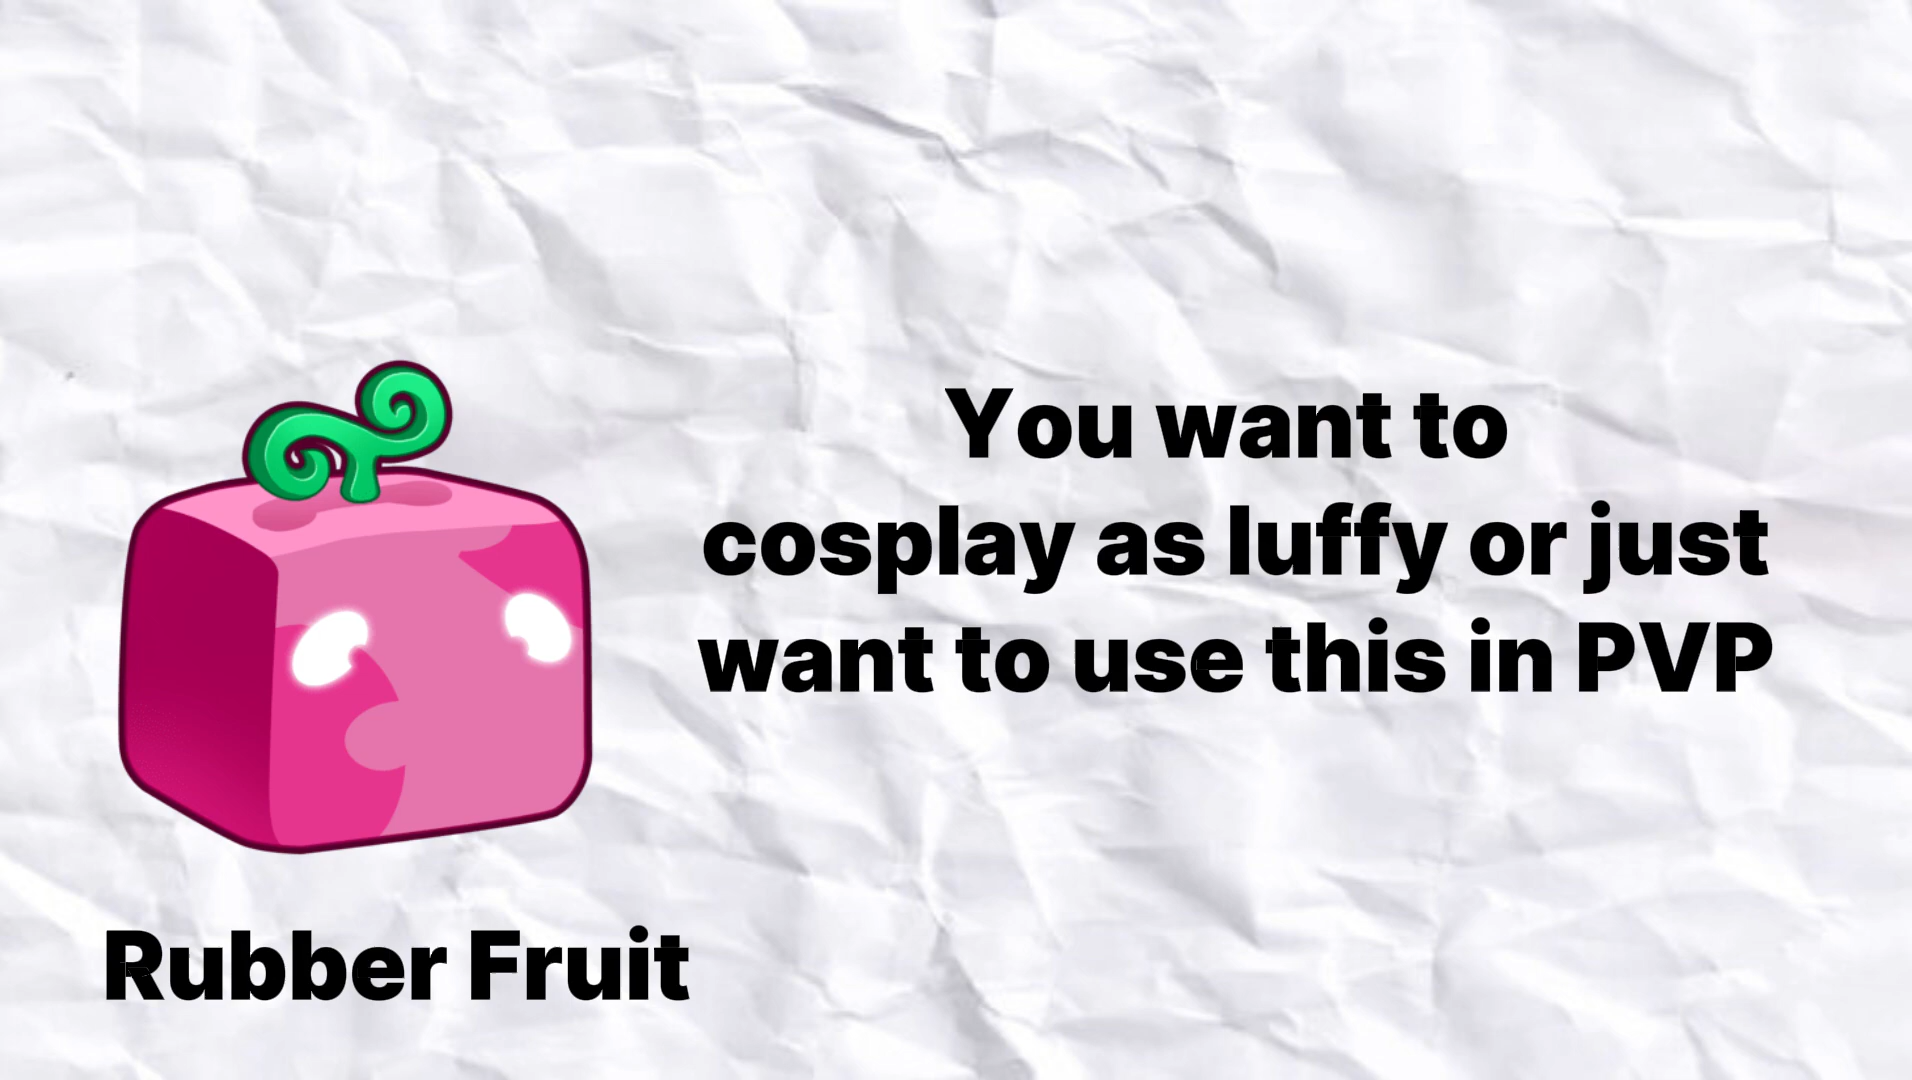 You want to
cosplay as luffy or just
want to use this in PVP
Rubber Fruit